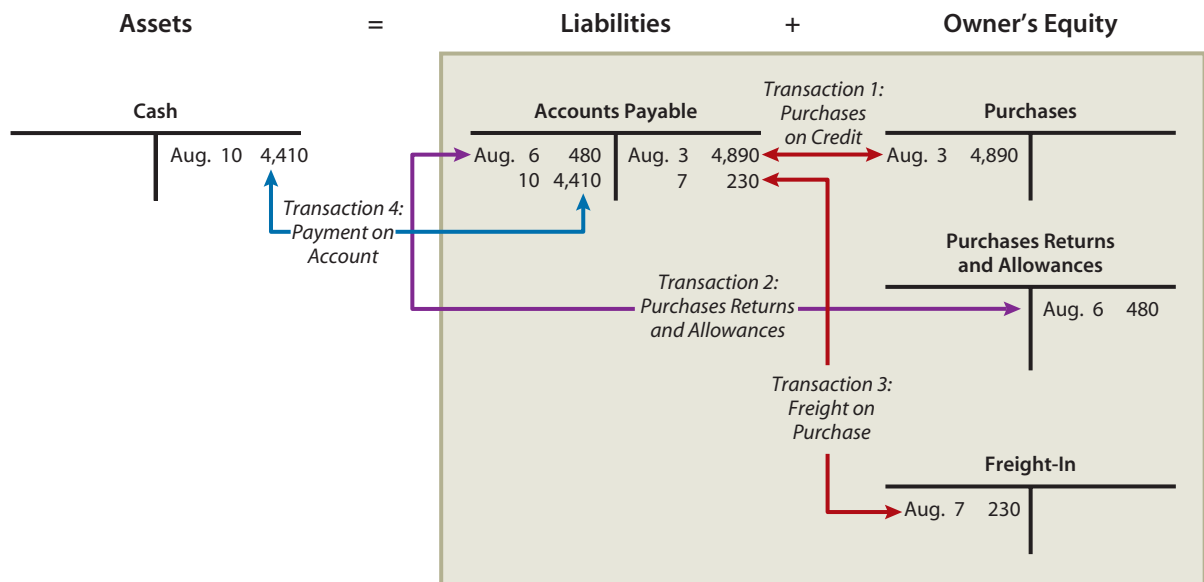 Assets = Liabilities + Owner's Equity
Cash
Aug. 10 4,410
Accounts Payable
Aug. 6 480 Aug. 3 4,890
10 4,410 7 230
Transaction 1:
Purchases
on Credit
Purchases
Aug. 3 4,890
Transaction 4:
Payment on
Account
Transaction 2:
Purchases Returns
and Allowances
Purchases Returns
and Allowances
Aug. 6 480
Transaction 3:
Freight on
Purchase
Freight-In
Aug. 7 230